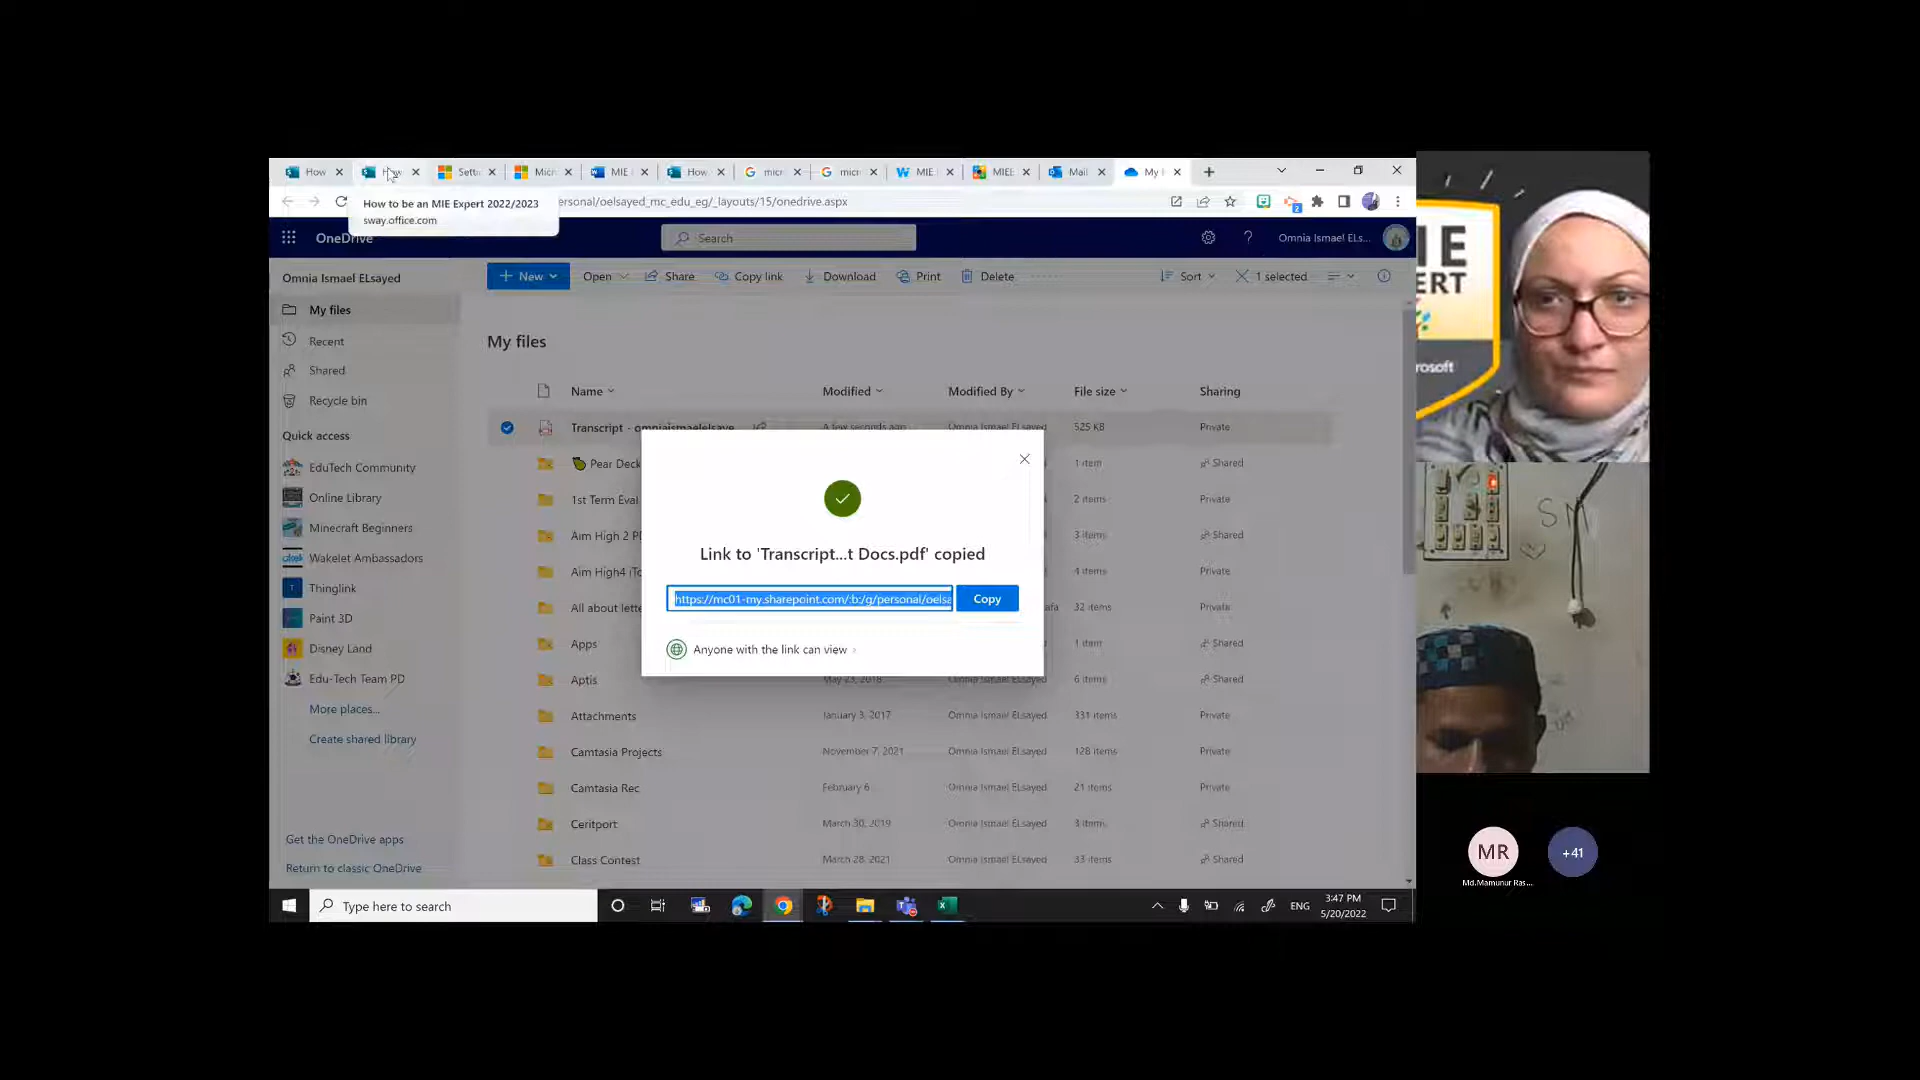 How
How
Setti
Micr
MIE
How
micr
micr
MIE
MIEE
Mail
My
How to be an MIE Expert 2022/2023
sway.office.com
ersonal/oelsayed_mc_edu_eg/_layouts/15/onedrive.aspx
OneDrive
Search
Omnia Ismael ELs...
Omnia Ismael ELsayed
New
Open
Share
Copy link
Download
Print
Delete
Sort
1 selected
My files
Recent
Shared
Recycle bin
Quick access
EduTech Community
Online Library
Minecraft Beginners
Wakelet Ambassadors
Thinglink
Paint 3D
Disney Land
Edu-Tech Team PD
More places...
Create shared library
Get the OneDrive apps
Return to classic OneDrive
My files
Name Modified Modified By File size Sharing
Transcript - omniaismaelelsaye A few seconds ago Omnia Ismael ELsayed 525 KB Private
Pear Deck 1 item Shared
1st Term Eval 2 items Private
Aim High 2 P 3 items Shared
Aim High4 iTo 4 items Private
All about lette 32 items Private
Apps 1 item Shared
Aptis May 23, 2018 Omnia Ismael ELsayed 6 items Shared
Attachments January 3, 2017 Omnia Ismael ELsayed 331 items Private
Camtasia Projects November 7, 2021 Omnia Ismael ELsayed 128 items Private
Camtasia Rec February 6 Omnia Ismael ELsayed 21 items Private
Ceritport March 30, 2019 Omnia Ismael ELsayed 3 items Shared
Class Contest March 28, 2021 Omnia Ismael ELsayed 33 items Shared
Link to 'Transcript...t Docs.pdf' copied
https://mc01-my.sharepoint.com/:b:/g/personal/oelsa
Copy
Anyone with the link can view
Type here to search
ENG
3:47 PM
5/20/2022
IE
ERT
rosoft
MR
Md.Mamunur Ras...
+41